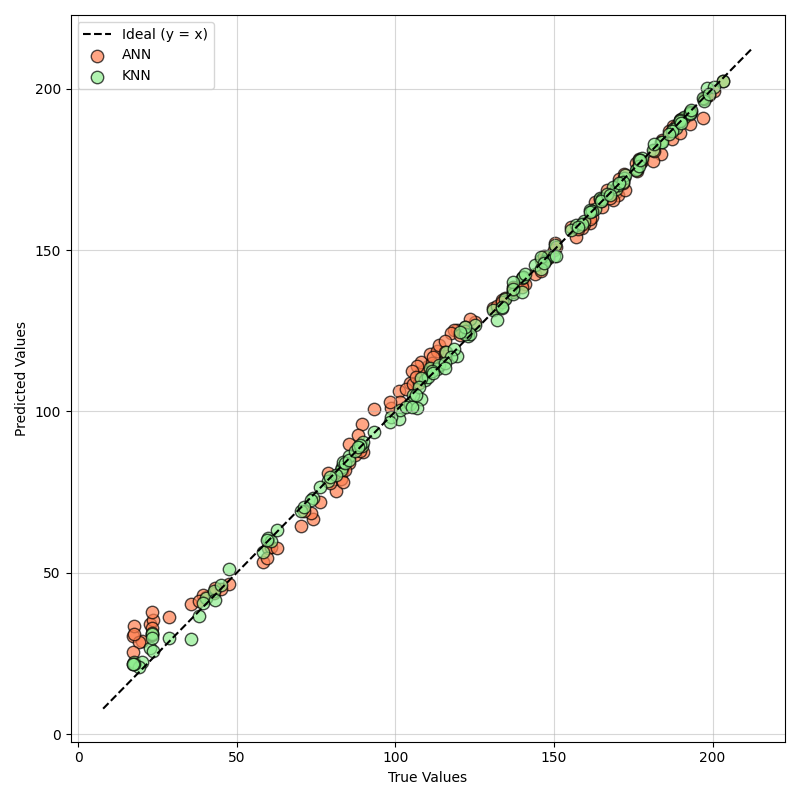 Ideal (y = x)
ANN
KNN
200
150
100
50
0
Predicted Values
0 50 100 150 200
True Values